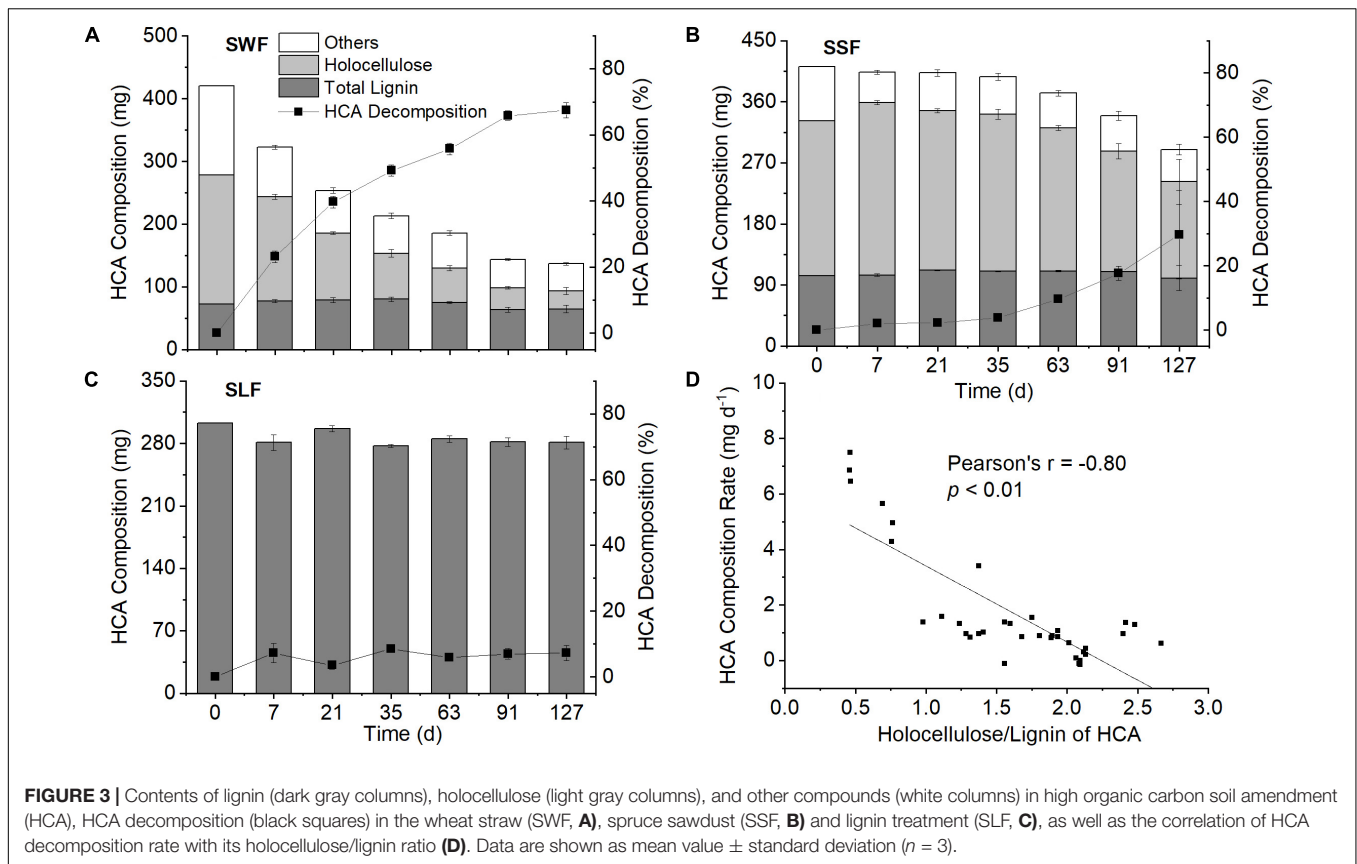 A
SWF
Others
Holocellulose
Total Lignin
HCA Decomposition
HCA Composition (mg)
500
400
300
200
100
0
HCA Decomposition (%)
80
60
40
20
0
B
SSF
HCA Composition (mg)
450
360
270
180
90
0
HCA Decomposition (%)
80
60
40
20
0
0 7 21 35 63 91 127
Time (d)
C
SLF
HCA Composition (mg)
350
280
210
140
70
0
HCA Decomposition (%)
80
60
40
20
0
0 7 21 35 63 91 127
Time (d)
D
HCA Composition Rate (mg d-1)
10
8
6
4
2
0
Pearson's r = -0.80
p < 0.01
0.0 0.5 1.0 1.5 2.0 2.5 3.0
Holocellulose/Lignin of HCA
FIGURE 3 | Contents of lignin (dark gray columns), holocellulose (light gray columns), and other compounds (white columns) in high organic carbon soil amendment
(HCA), HCA decomposition (black squares) in the wheat straw (SWF, A), spruce sawdust (SSF, B) and lignin treatment (SLF, C), as well as the correlation of HCA
decomposition rate with its holocellulose/lignin ratio (D). Data are shown as mean value ± standard deviation (n = 3).